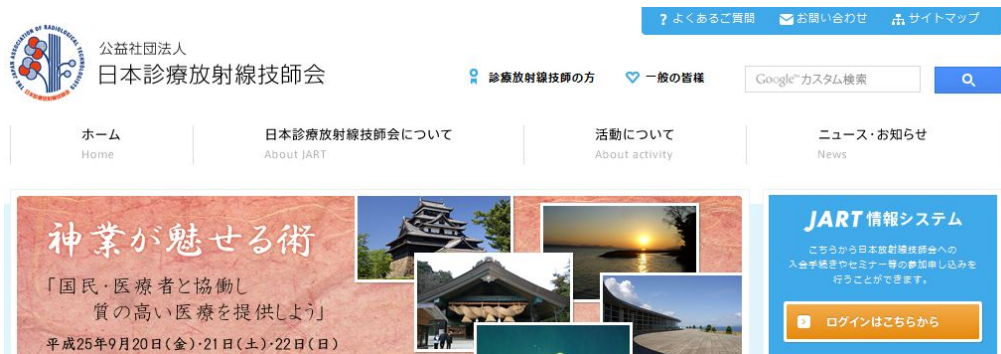 ? よくあるご質問
お問い合わせ
サイトマップ
THE JAPAN ASSOCIATION OF RADIOLOGICAL TECHNOLOGISTS
公益社団法人
日本診療放射線技師会
診療放射線技師の方
一般の皆様
Google™ カスタム検索
ホーム
Home
日本診療放射線技師会について
About JART
活動について
About activity
ニュース・お知らせ
News
神業が魅せる術
「国民・医療者と協働し
質の高い医療を提供しよう」
平成25年9月20日(金)・21日(土)・22日(日)
JART 情報システム
こちらから日本放射線技師会への
入会手続きやセミナー等の参加申し込みを
行うことができます。
ログインはこちらから